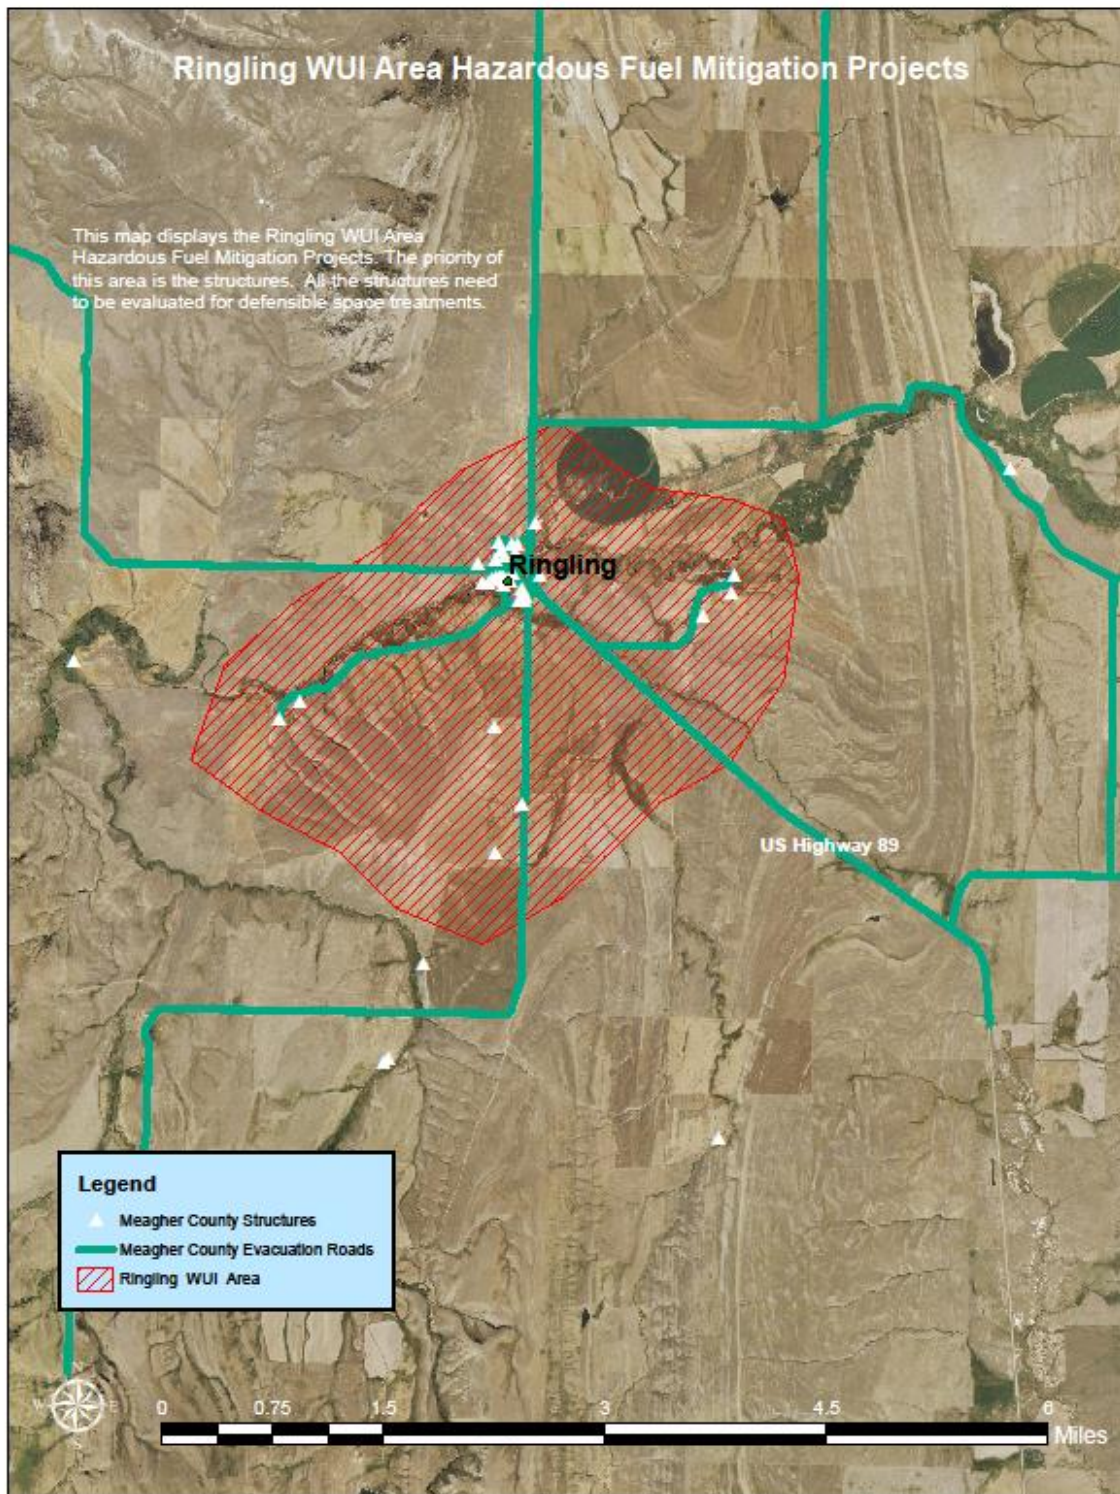 Ringling WUI Area Hazardous Fuel Mitigation Projects
This map displays the Ringling WUI Area
Hazardous Fuel Mitigation Projects. The priority of
this area is the structures. All the structures need
to be evaluated for defensible space treatments.
Ringling
US Highway 89
Legend
Meagher County Structures
Meagher County Evacuation Roads
Ringling WUI Area
N
W E
S
0 0.75 1.5 3 4.5 6
Miles